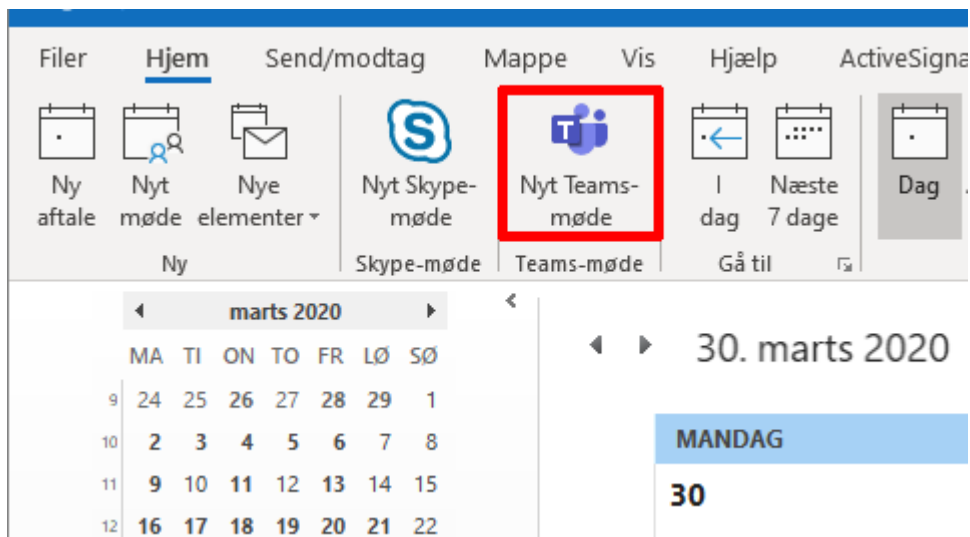 Filer Hjem Send/modtag Mappe Vis Hjælp ActiveSigna
Ny aftale
Nyt møde
Nye elementer
Nyt Skype-møde
Nyt Teams-møde
I dag
Næste 7 dage
Dag
Ny Skype-møde Teams-møde Gå til
marts 2020
30. marts 2020
MA TI ON TO FR LØ SØ
9 24 25 26 27 28 29 1
10 2 3 4 5 6 7 8
11 9 10 11 12 13 14 15
12 16 17 18 19 20 21 22
MANDAG
30